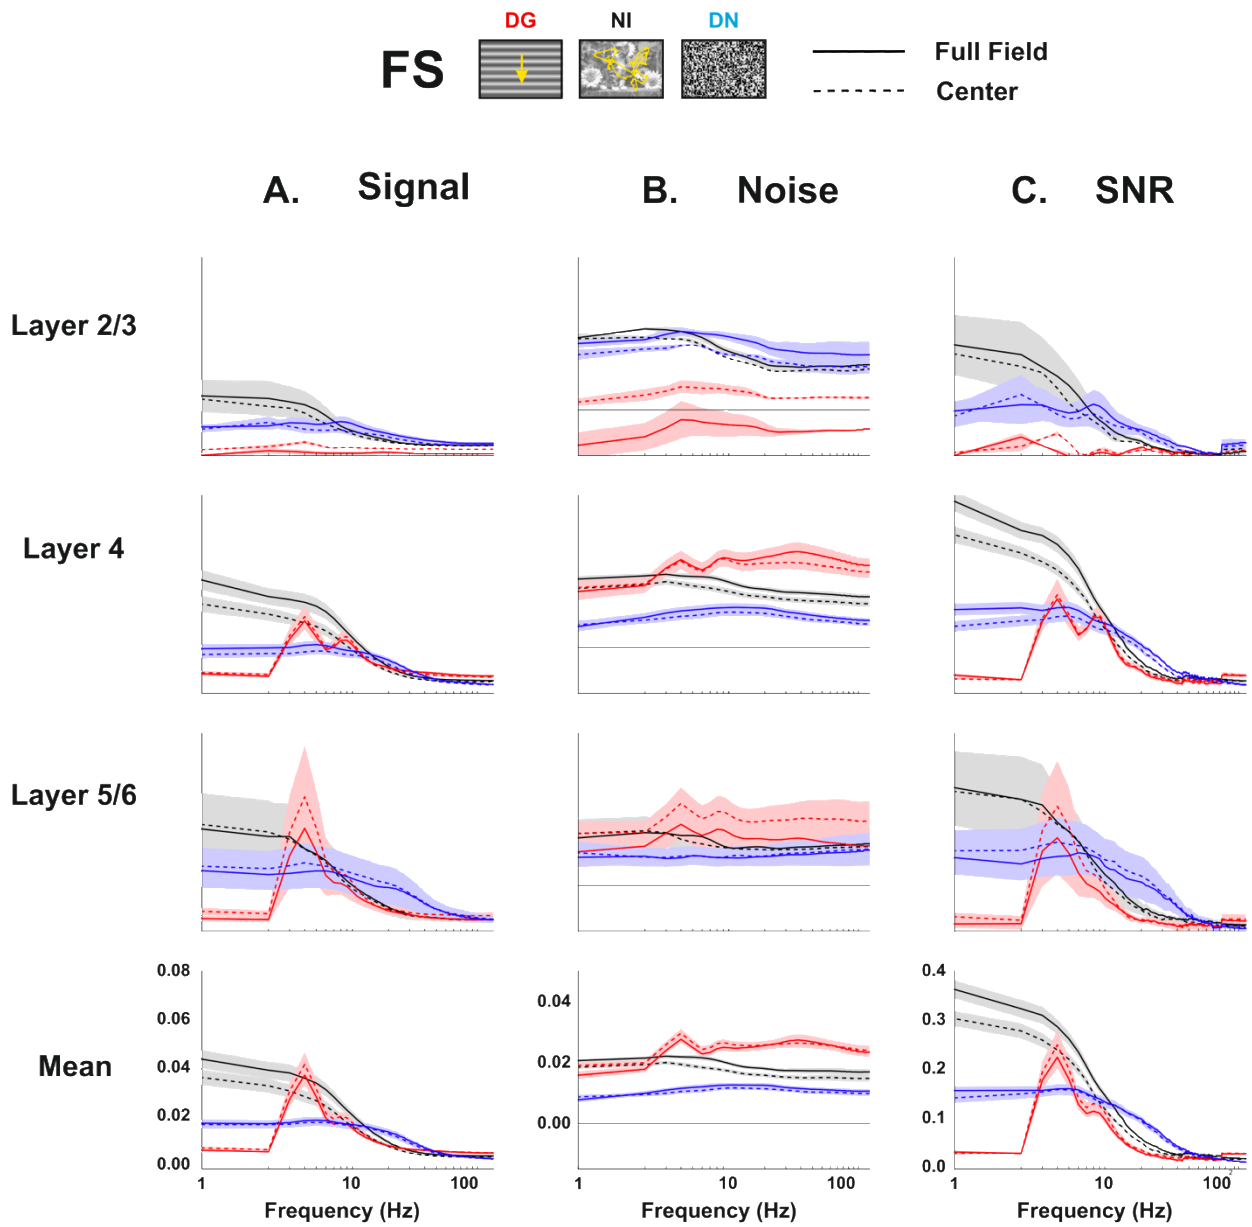 DG NI DN
FS
Full Field
Center
A. Signal B. Noise C. SNR
Layer 2/3
Layer 4
Layer 5/6
Mean
0.08
0.06
0.04
0.02
0.00
0.04
0.02
0.00
0.4
0.3
0.2
0.1
0.0
1 10 100 1 10 100 1 10 100
Frequency (Hz) Frequency (Hz) Frequency (Hz)